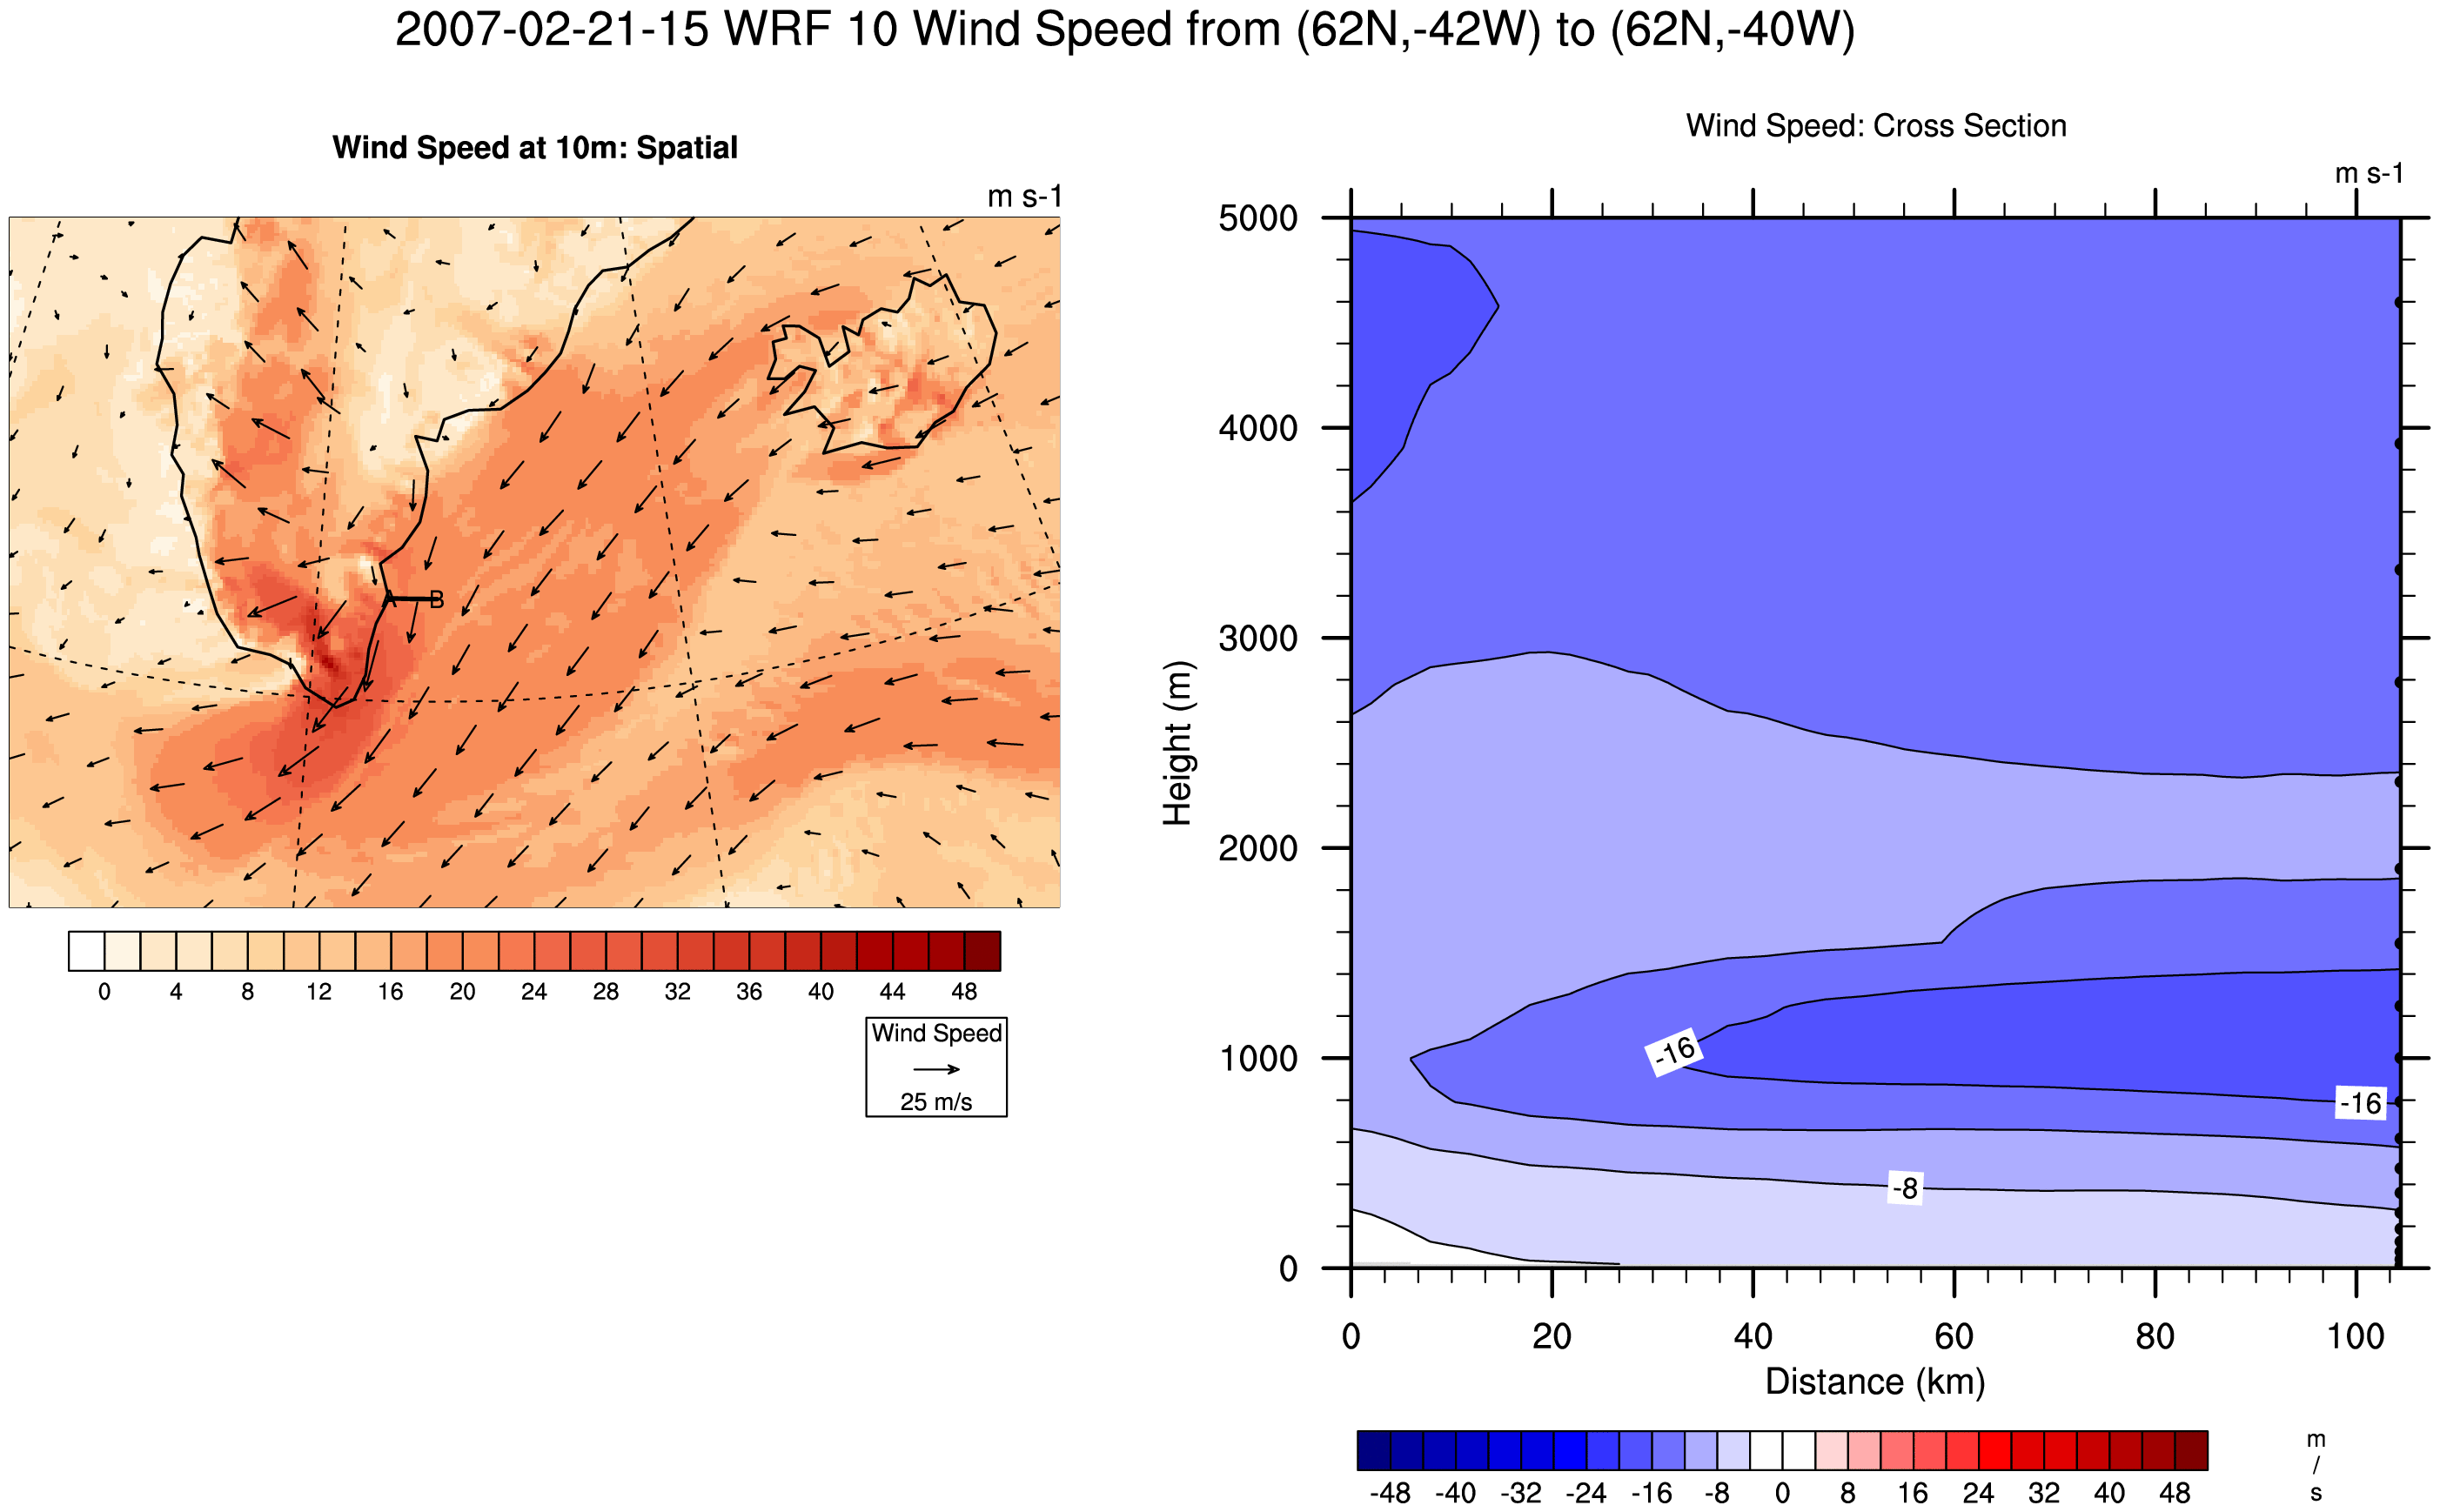 2007-02-21-15 WRF 10 Wind Speed from (62N,-42W) to (62N,-40W)
Wind Speed at 10m: Spatial
m s-1
A B
0 4 8 12 16 20 24 28 32 36 40 44 48
Wind Speed
25 m/s
Wind Speed: Cross Section
m s-1
5000
4000
3000
2000
1000
0
Height (m)
-16
-16
-8
0 20 40 60 80 100
Distance (km)
-48 -40 -32 -24 -16 -8 0 8 16 24 32 40 48
m
/
s